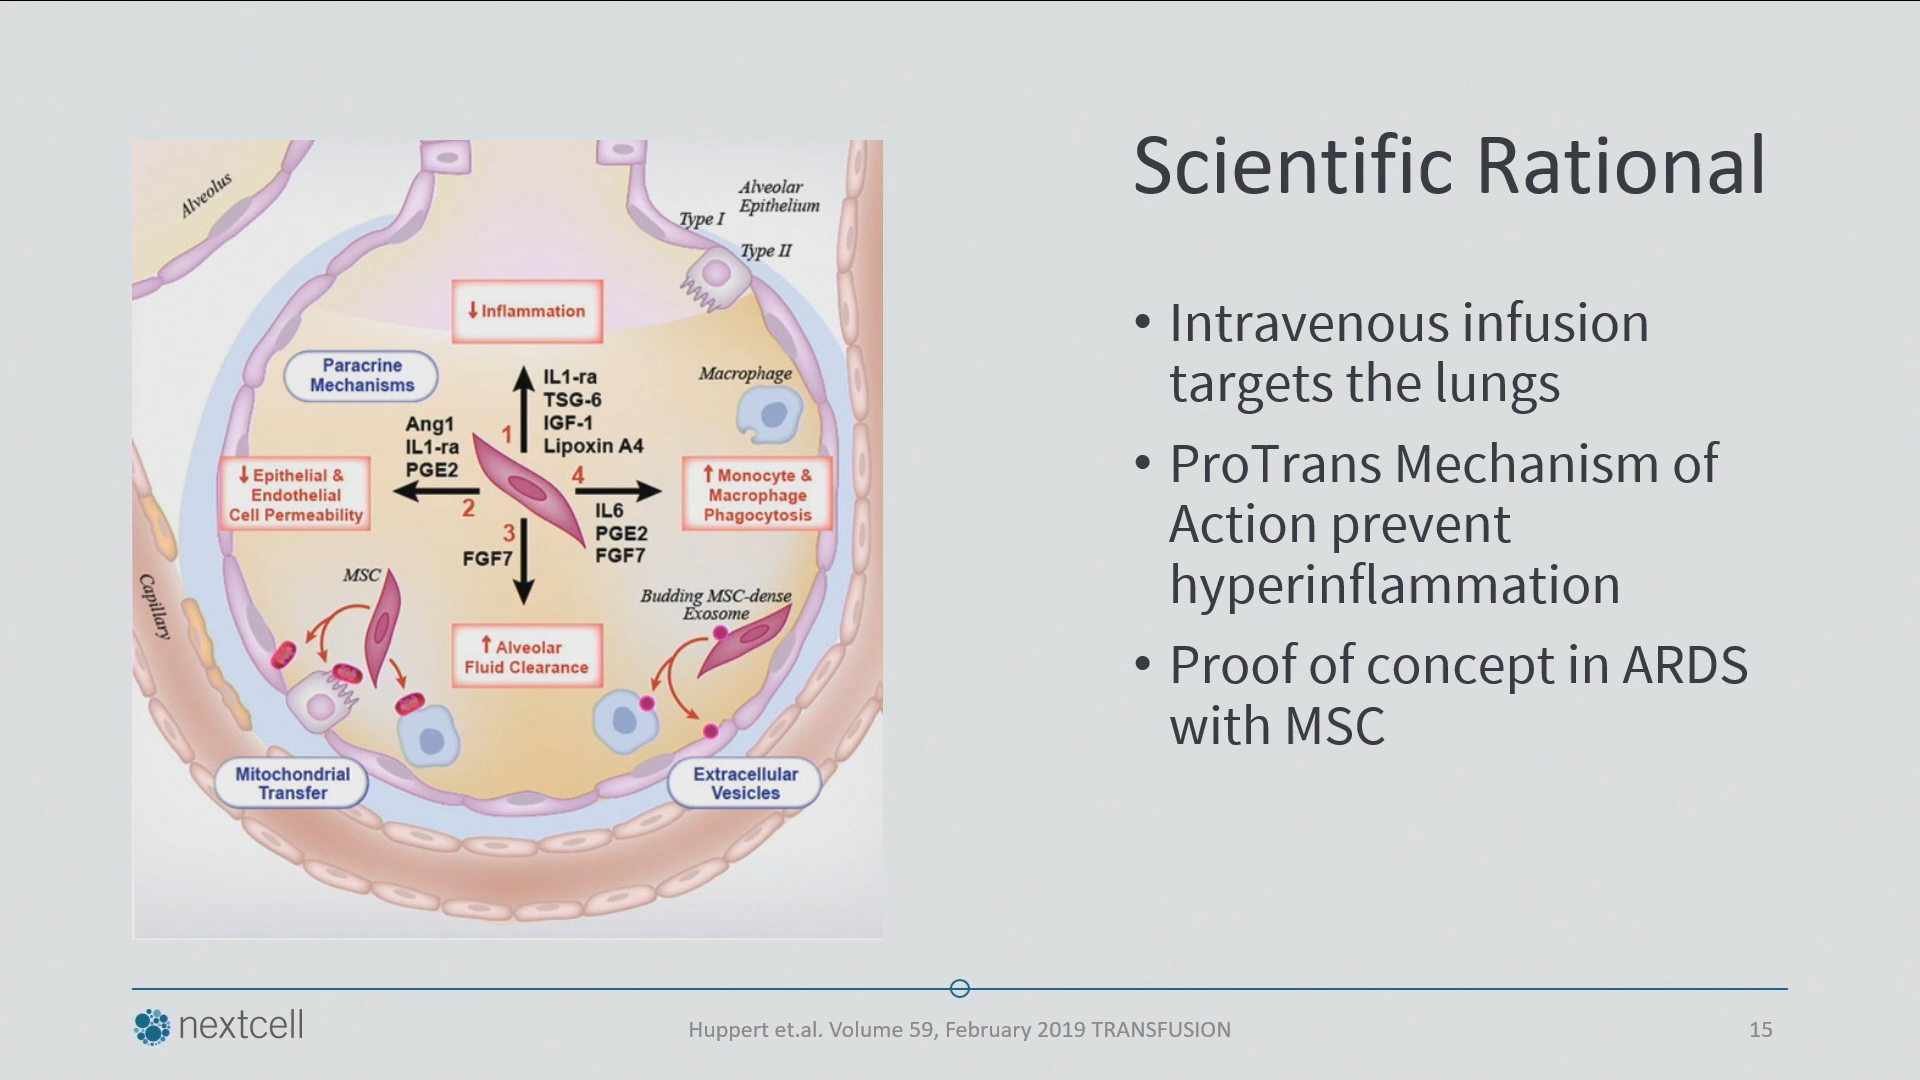 Scientific Rational
• Intravenous infusion
targets the lungs
• ProTrans Mechanism of
Action prevent
hyperinflammation
• Proof of concept in ARDS
with MSC
Alveolus
Alveolar
Epithelium
Type I
Type II
↓ Inflammation
Paracrine
Mechanisms
Macrophage
IL1-ra
TSG-6
IGF-1
Lipoxin A4
1
Ang1
IL1-ra
PGE2
2
↓ Epithelial &
Endothelial
Cell Permeability
4
↑ Monocyte &
Macrophage
Phagocytosis
IL6
PGE2
FGF7
3
FGF7
MSC
Budding MSC-dense
Exosome
Capillary
↑ Alveolar
Fluid Clearance
Mitochondrial
Transfer
Extracellular
Vesicles
nextcell
Huppert et.al. Volume 59, February 2019 TRANSFUSION
15